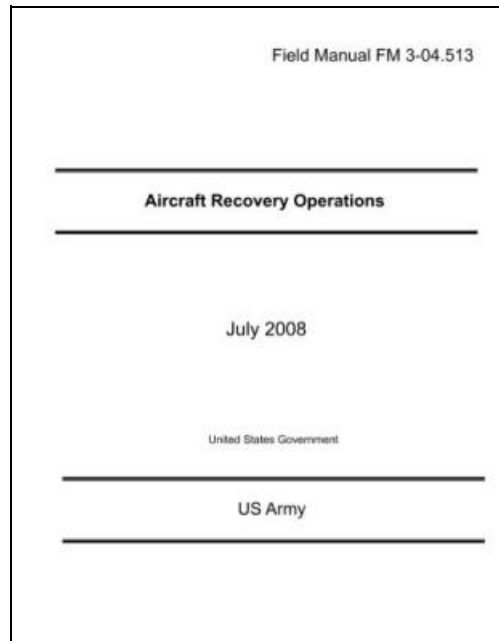 Field Manual FM 3-04.513
Aircraft Recovery Operations
July 2008
United States Government
US Army